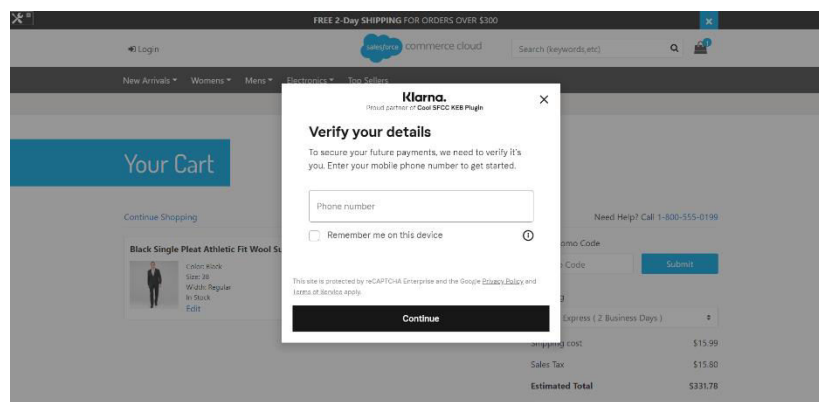 FREE 2-Day SHIPPING FOR ORDERS OVER $300
Login
salesforce commerce cloud
Search (keywords,etc)
New Arrivals Womens Mens Electronics Top Sellers
Klarna.
Proud partner of Cool SFCC KEB Plugin
Verify your details
To secure your future payments, we need to verify it's
you. Enter your mobile phone number to get started.
Phone number
Remember me on this device
This site is protected by reCAPTCHA Enterprise and the Google Privacy Policy and
Terms of Service apply.
Continue
Your Cart
Continue Shopping
Need Help? Call 1-800-555-0199
Black Single Pleat Athletic Fit Wool Su
Color: Black
Size: 38
Width: Regular
In Stock
Edit
omo Code
Code
Submit
Express ( 2 Business Days )
Shipping cost $15.99
Sales Tax $15.80
Estimated Total $331.78